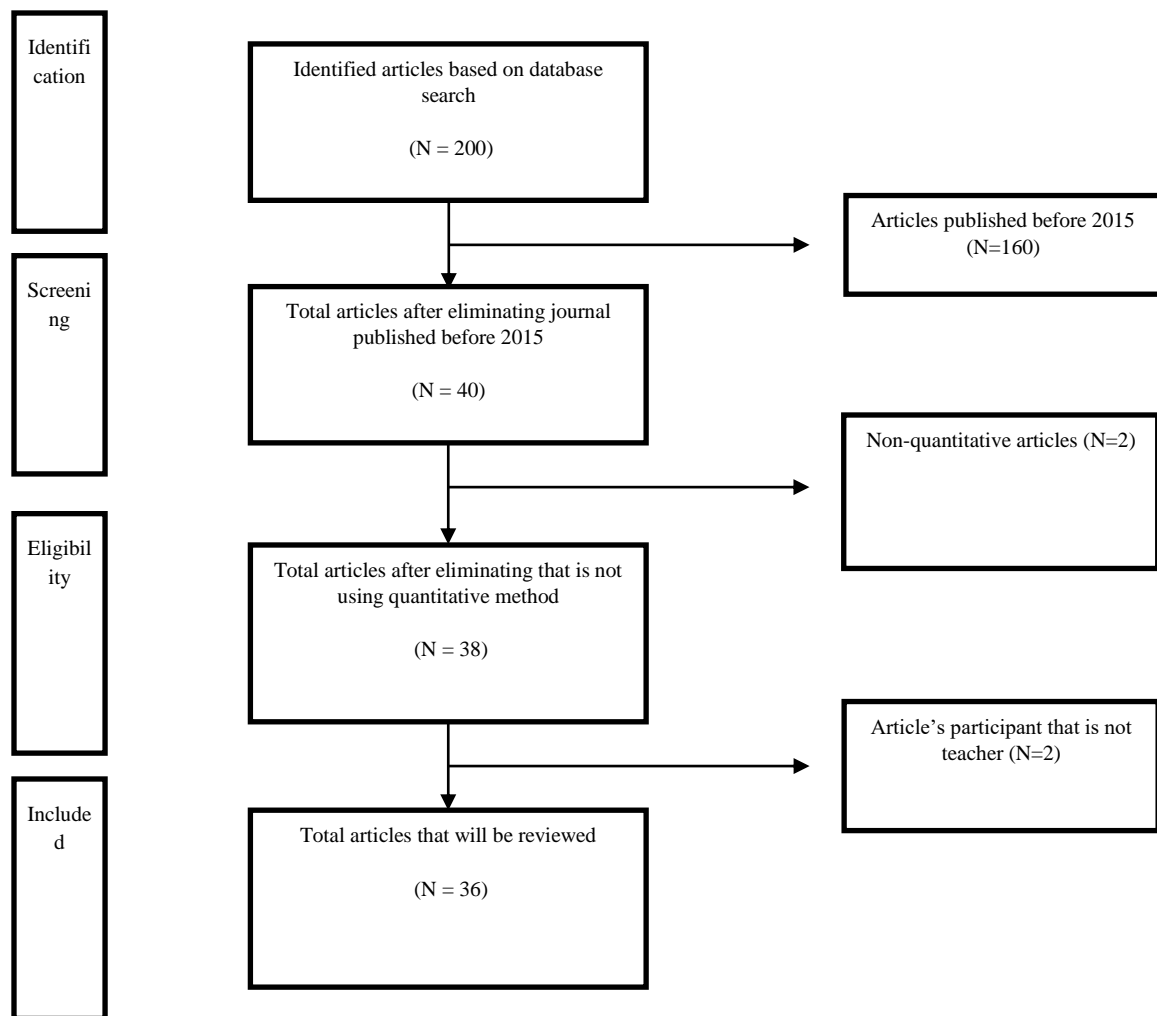 Identifi
cation
Identified articles based on database
search
(N = 200)
Articles published before 2015
(N=160)
Screeni
ng
Total articles after eliminating journal
published before 2015
(N = 40)
Non-quantitative articles (N=2)
Eligibil
ity
Total articles after eliminating that is not
using quantitative method
(N = 38)
Article’s participant that is not
teacher (N=2)
Include
d
Total articles that will be reviewed
(N = 36)